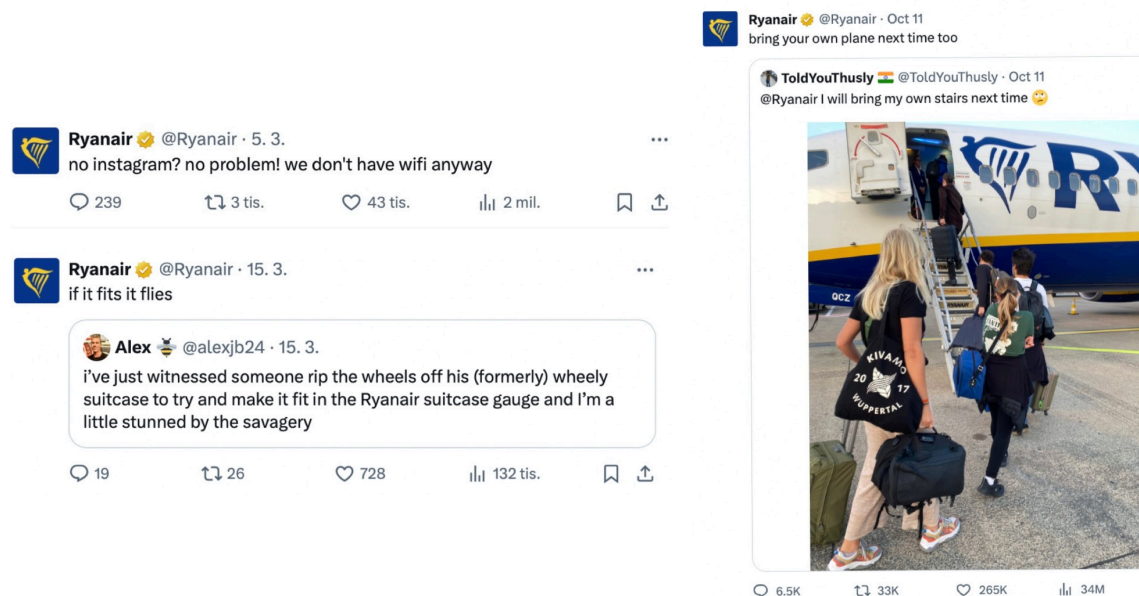 Ryanair @Ryanair · 5. 3.
no instagram? no problem! we don't have wifi anyway
239 3 tis. 43 tis. 2 mil.
Ryanair @Ryanair · 15. 3.
if it fits it flies
Alex @alexjb24 · 15. 3.
i've just witnessed someone rip the wheels off his (formerly) wheely
suitcase to try and make it fit in the Ryanair suitcase gauge and I'm a
little stunned by the savagery
19 26 728 132 tis.
Ryanair @Ryanair · Oct 11
bring your own plane next time too
ToldYouThusly @ToldYouThusly · Oct 11
@Ryanair I will bring my own stairs next time
RY
QCZ
KIVAMO
20 17
WUPPERTAL
6.5K 33K 265K 34M